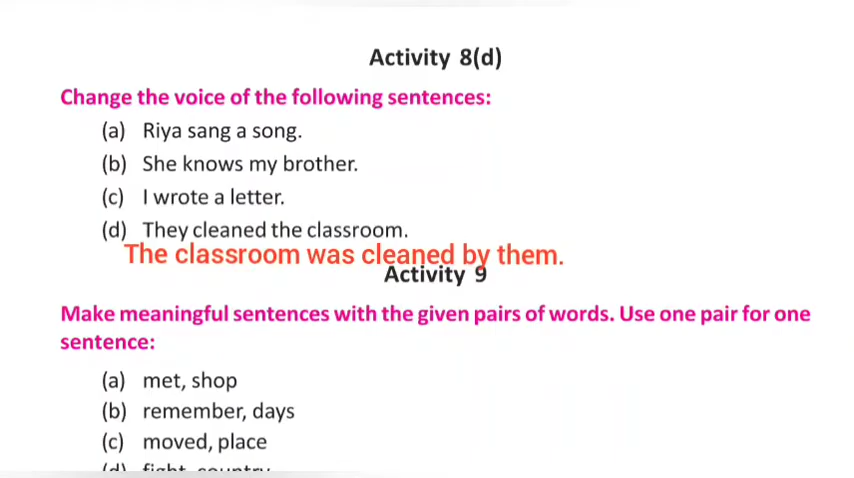 Activity 8(d)
Change the voice of the following sentences:
(a) Riya sang a song.
(b) She knows my brother.
(c) I wrote a letter.
(d) They cleaned the classroom.
The classroom was cleaned by them.
Activity 9
Make meaningful sentences with the given pairs of words. Use one pair for one
sentence:
(a) met, shop
(b) remember, days
(c) moved, place
(d) fight, country